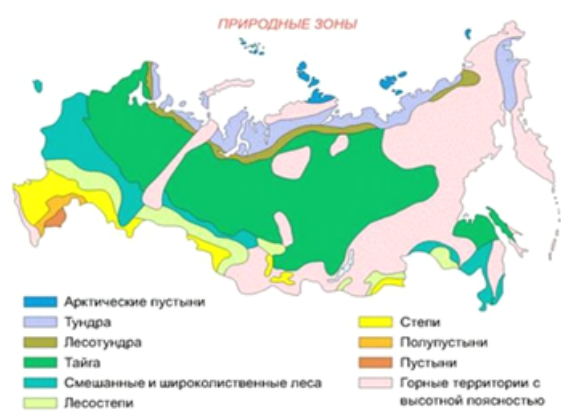 ПРИРОДНЫЕ ЗОНЫ
Арктические пустыни
Тундра
Лесотундра
Тайга
Смешанные и широколиственные леса
Лесостепи
Степи
Полупустыни
Пустыни
Горные территории с
высотной поясностью